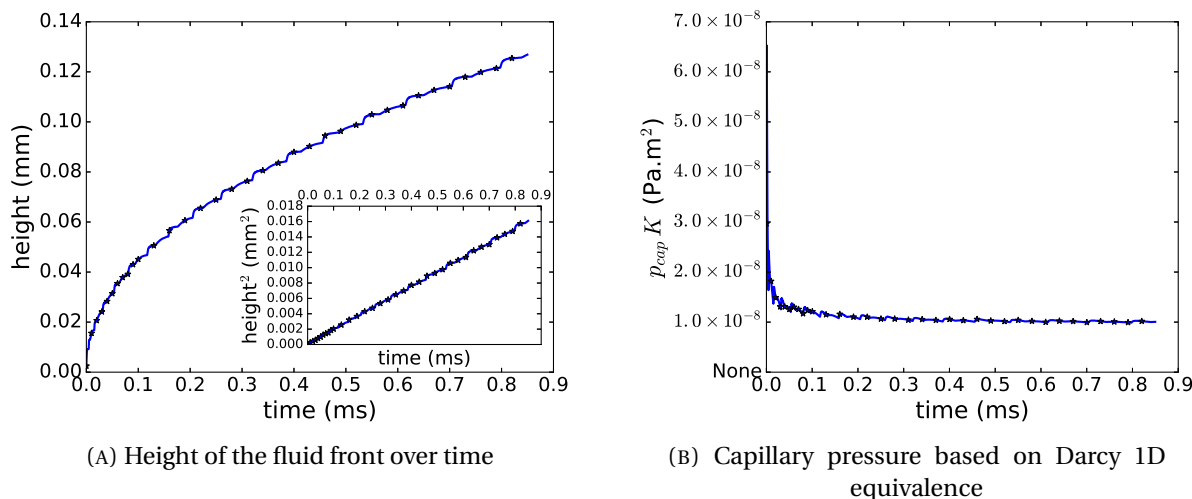 0.14
0.12
0.10
0.08
0.06
0.04
0.02
0.00
height (mm)
0.0 0.1 0.2 0.3 0.4 0.5 0.6 0.7 0.8 0.9
time (ms)
0.0 0.1 0.2 0.3 0.4 0.5 0.6 0.7 0.8 0.9
0.018
0.016
0.014
0.012
0.010
0.008
0.006
0.004
0.002
0.000
height² (mm²)
time (ms)
(A) Height of the fluid front over time
7.0 × 10⁻⁸
6.0 × 10⁻⁸
5.0 × 10⁻⁸
4.0 × 10⁻⁸
3.0 × 10⁻⁸
2.0 × 10⁻⁸
1.0 × 10⁻⁸
None
p_cap K (Pa.m²)
0.0 0.1 0.2 0.3 0.4 0.5 0.6 0.7 0.8 0.9
time (ms)
(B) Capillary pressure based on Darcy 1D
equivalence